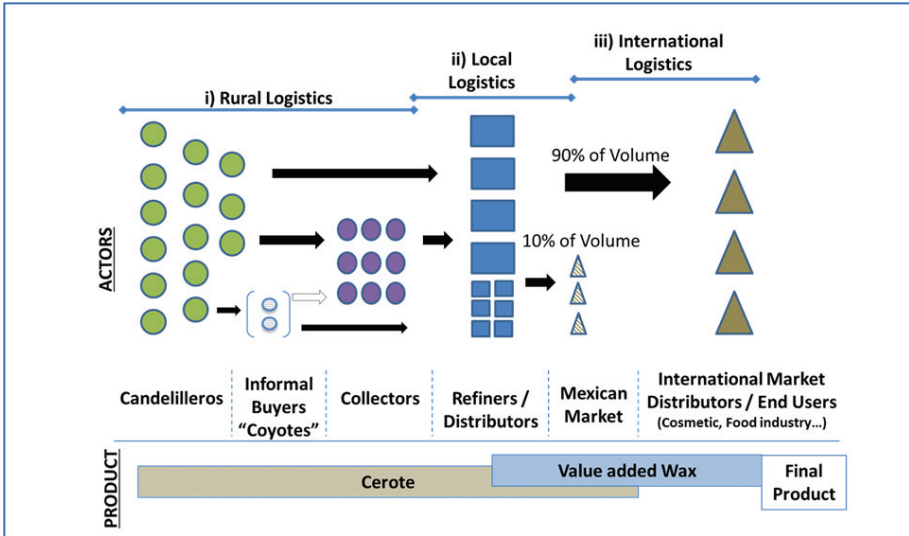 iii) International
Logistics
ii) Local
Logistics
i) Rural Logistics
90% of Volume
10% of Volume
ACTORS
Candelilleros
Informal
Buyers
“Coyotes”
Collectors
Refiners /
Distributors
Mexican
Market
International Market
Distributors / End Users
(Cosmetic, Food industry...)
PRODUCT
Cerote
Value added Wax
Final
Product